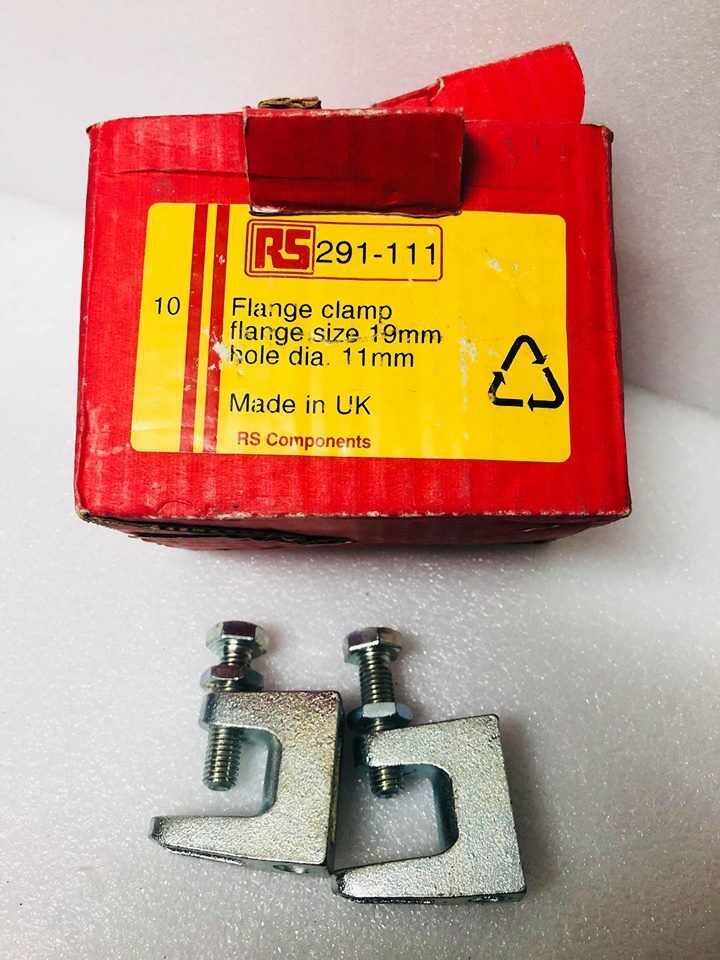 RS 291-111
10
Flange clamp
flange size 19mm
hole dia. 11mm
Made in UK
RS Components